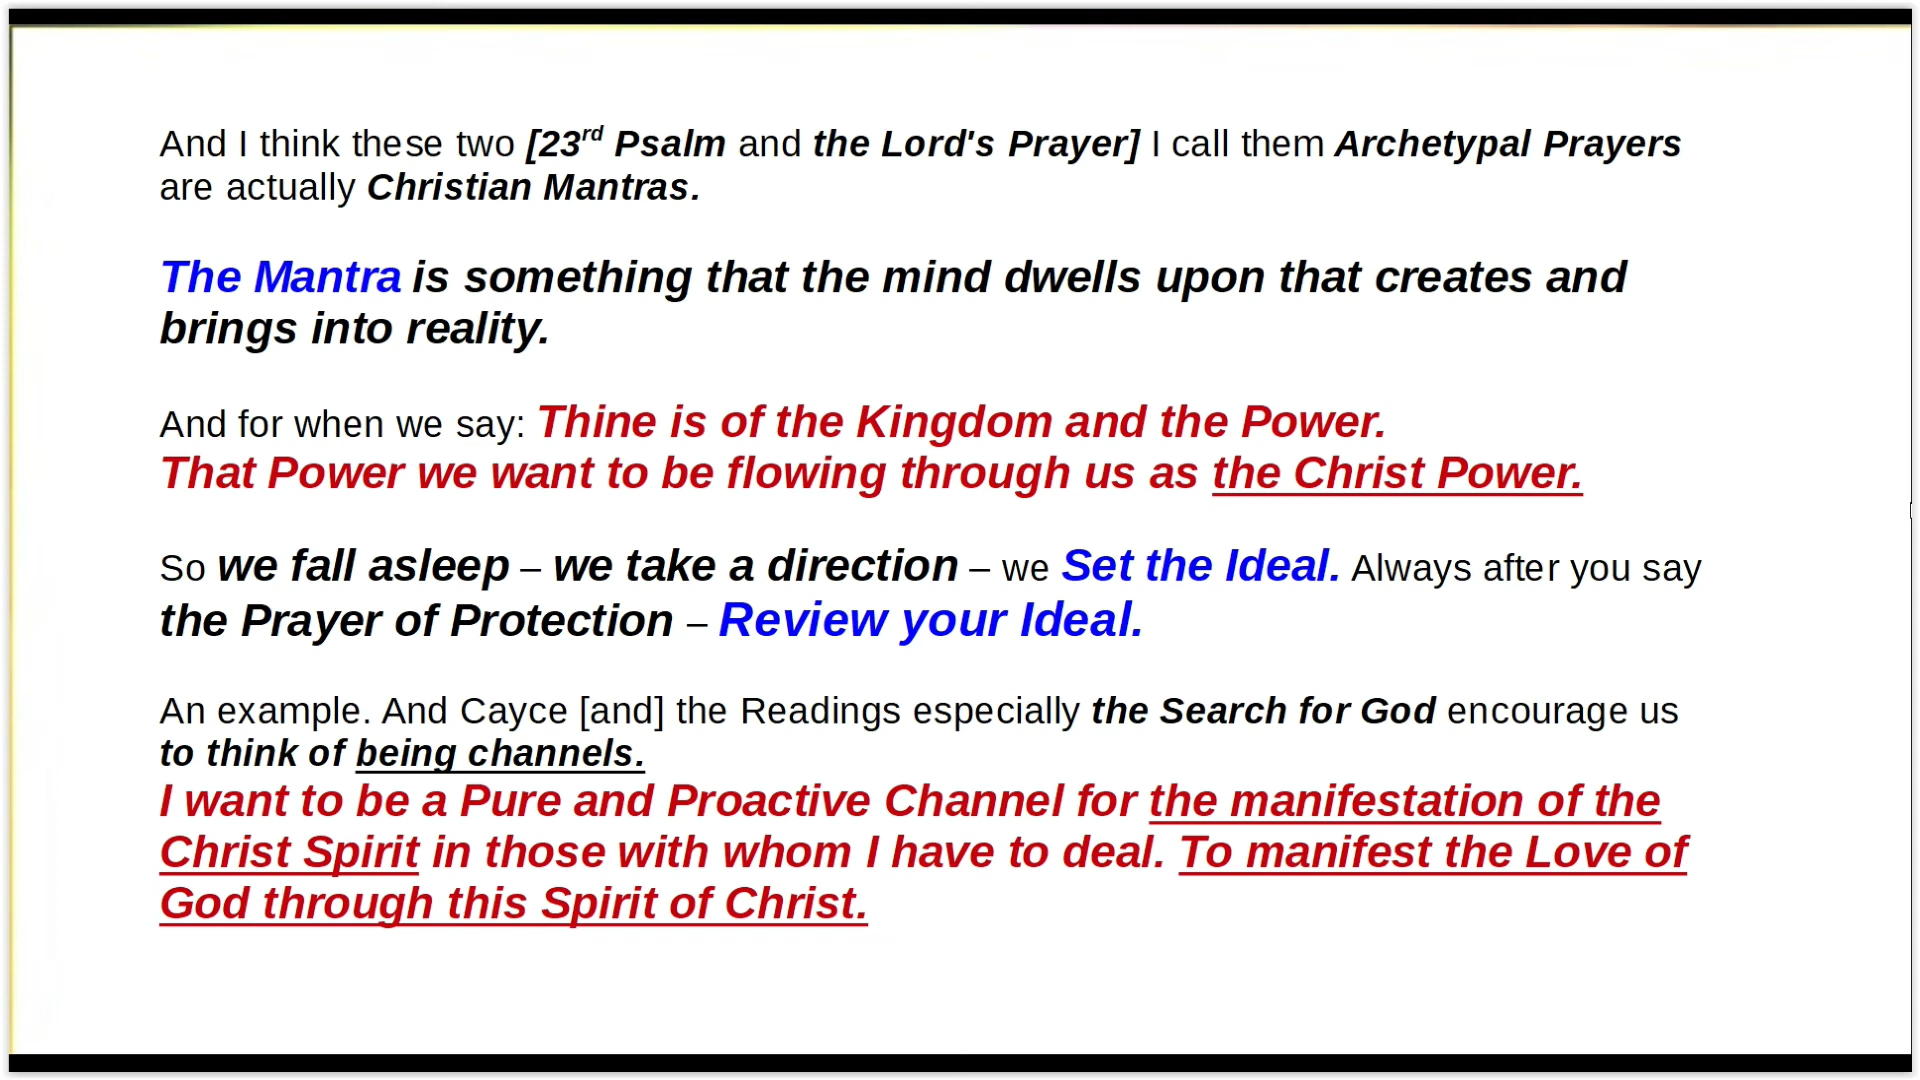 And I think these two [23rd Psalm and the Lord's Prayer] I call them Archetypal Prayers
are actually Christian Mantras.
The Mantra is something that the mind dwells upon that creates and
brings into reality.
And for when we say: Thine is of the Kingdom and the Power.
That Power we want to be flowing through us as the Christ Power.
So we fall asleep – we take a direction – we Set the Ideal. Always after you say
the Prayer of Protection – Review your Ideal.
An example. And Cayce [and] the Readings especially the Search for God encourage us
to think of being channels.
I want to be a Pure and Proactive Channel for the manifestation of the
Christ Spirit in those with whom I have to deal. To manifest the Love of
God through this Spirit of Christ.